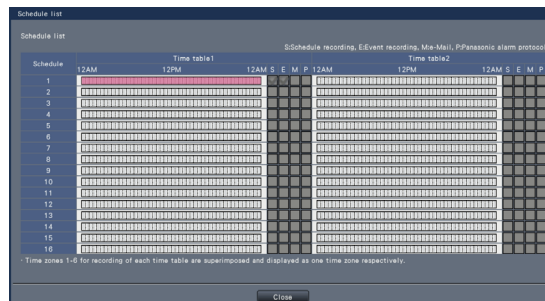 Schedule list
Schedule list
S:Schedule recording, E:Event recording, M:e-Mail, P:Panasonic alarm protocol
Schedule Time table1 Time table2
12AM 12PM 12AM S E M P 12AM 12PM 12AM S E M P
1
2
3
4
5
6
7
8
9
10
11
12
13
14
15
16
· Time zones 1-6 for recording of each time table are superimposed and displayed as one time zone respectively.
Close